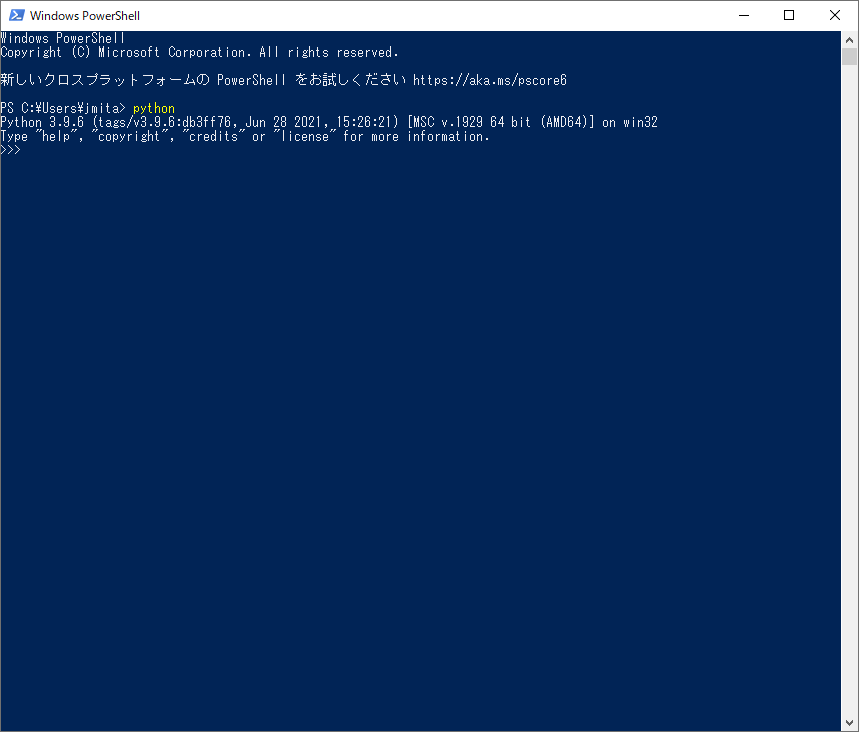 Windows PowerShell
Windows PowerShell
Copyright (C) Microsoft Corporation. All rights reserved.
新しいクロスプラットフォームの PowerShell をお試しください https://aka.ms/pscore6
PS C:¥Users¥jmita> python
Python 3.9.6 (tags/v3.9.6:db3ff76, Jun 28 2021, 15:26:21) [MSC v.1929 64 bit (AMD64)] on win32
Type "help", "copyright", "credits" or "license" for more information.
>>>